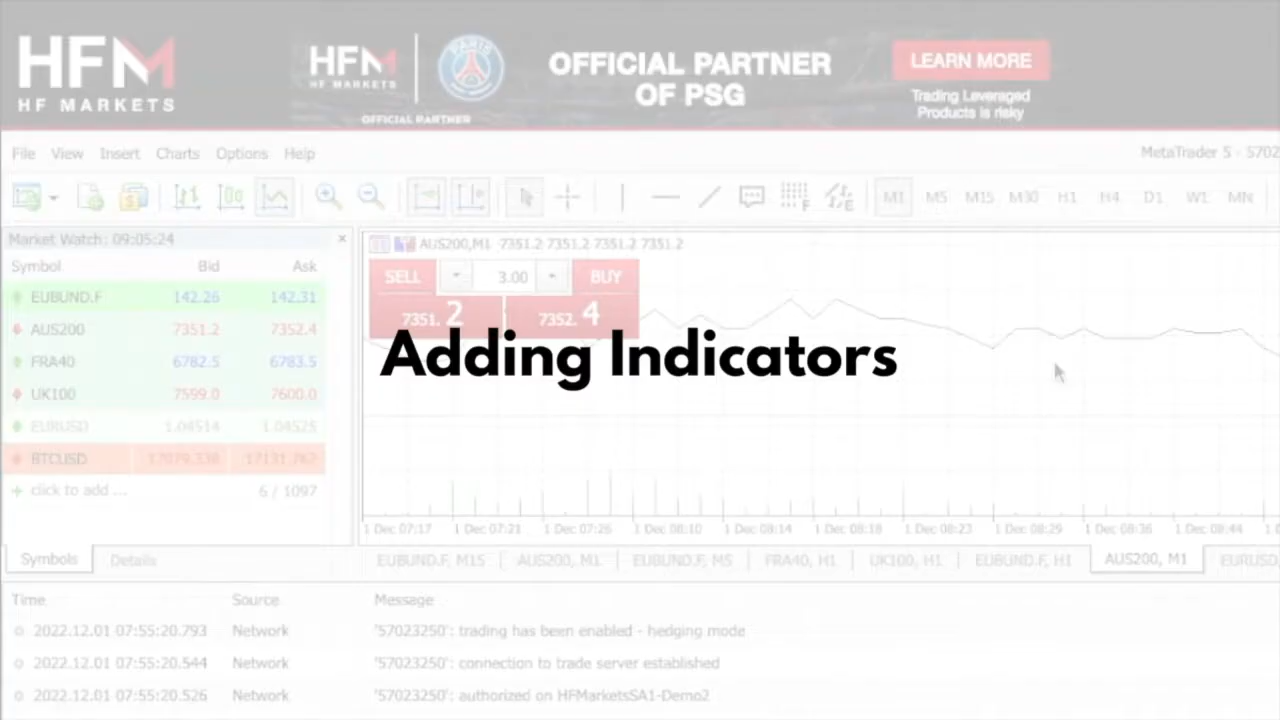 HFM
HF MARKETS
HFM
HF MARKETS
PARIS
OFFICIAL PARTNER
OFFICIAL PARTNER
OF PSG
LEARN MORE
Trading Leveraged
Products is risky
File View Insert Charts Options Help
MetaTrader 5 - 5702
F E M1 M5 M15 M30 H1 H4 D1 W1 MN
Market Watch: 09:05:24
Symbol Bid Ask
EUBUND.F 142.26 142.31
AUS200 7351.2 7352.4
FRA40 6782.5 6783.5
UK100 7599.0 7600.0
EURUSD 1.04514 1.04525
BTCUSD
+ click to add ... 6 / 1097
Symbols Details
AUS200,M1 7351.2 7351.2 7351.2 7351.2
SELL 3.00 BUY
7351.2 7352.4
Adding Indicators
1 Dec 07:17 1 Dec 07:21 1 Dec 07:26 1 Dec 08:10 1 Dec 08:14 1 Dec 08:18 1 Dec 08:23 1 Dec 08:29 1 Dec 08:36 1 Dec 08:44
EUBUND.F, M15 AUS200, M1 EUBUND.F, M5 FRA40, H1 UK100, H1 EUBUND.F, H1 AUS200, M1 EURUSD,
Time Source Message
2022.12.01 07:55:20.793 Network '57023250': trading has been enabled - hedging mode
2022.12.01 07:55:20.544 Network '57023250': connection to trade server established
2022.12.01 07:55:20.526 Network '57023250': authorized on HFMarketsSA1-Demo2